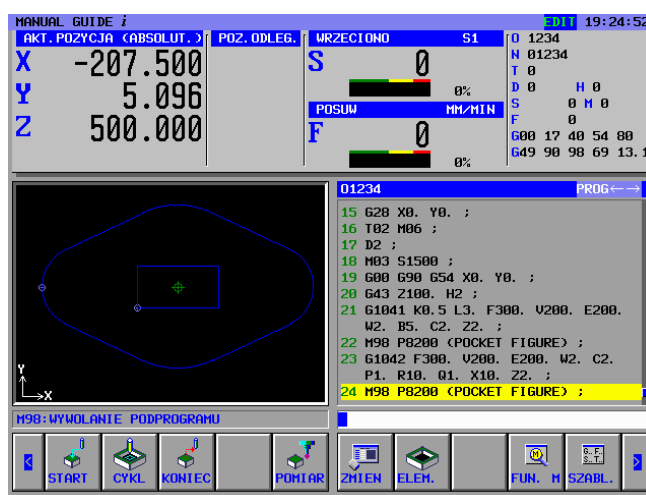 MANUAL GUIDE i EDIT 19:24:52
AKT.POZYCJA (ABSOLUT.) POZ.ODLEG. WRZECIONO S1
X -207.500
Y 5.096
Z 500.000
S 0
0%
POSUW MM/MIN
F 0
0%
O 1234
N 01234
T 0
D 0 H 0
S 0 M 0
F 0
G00 17 40 54 80
G49 90 98 69 13.1
O1234 PROG←→
15 G28 X0. Y0. ;
16 T02 M06 ;
17 D2 ;
18 M03 S1500 ;
19 G00 G90 G54 X0. Y0. ;
20 G43 Z100. H2 ;
21 G1041 K0.5 L3. F300. V200. E200.
W2. B5. C2. Z2. ;
22 M98 P8200 (POCKET FIGURE) ;
23 G1042 F300. V200. E200. W2. C2.
P1. R10. Q1. X10. Z2. ;
24 M98 P8200 (POCKET FIGURE) ;
Y
X
M98:WYWOLANIE PODPROGRAMU
START CYKL KONIEC POMIAR ZMIEN ELEM. FUN. M SZABL.